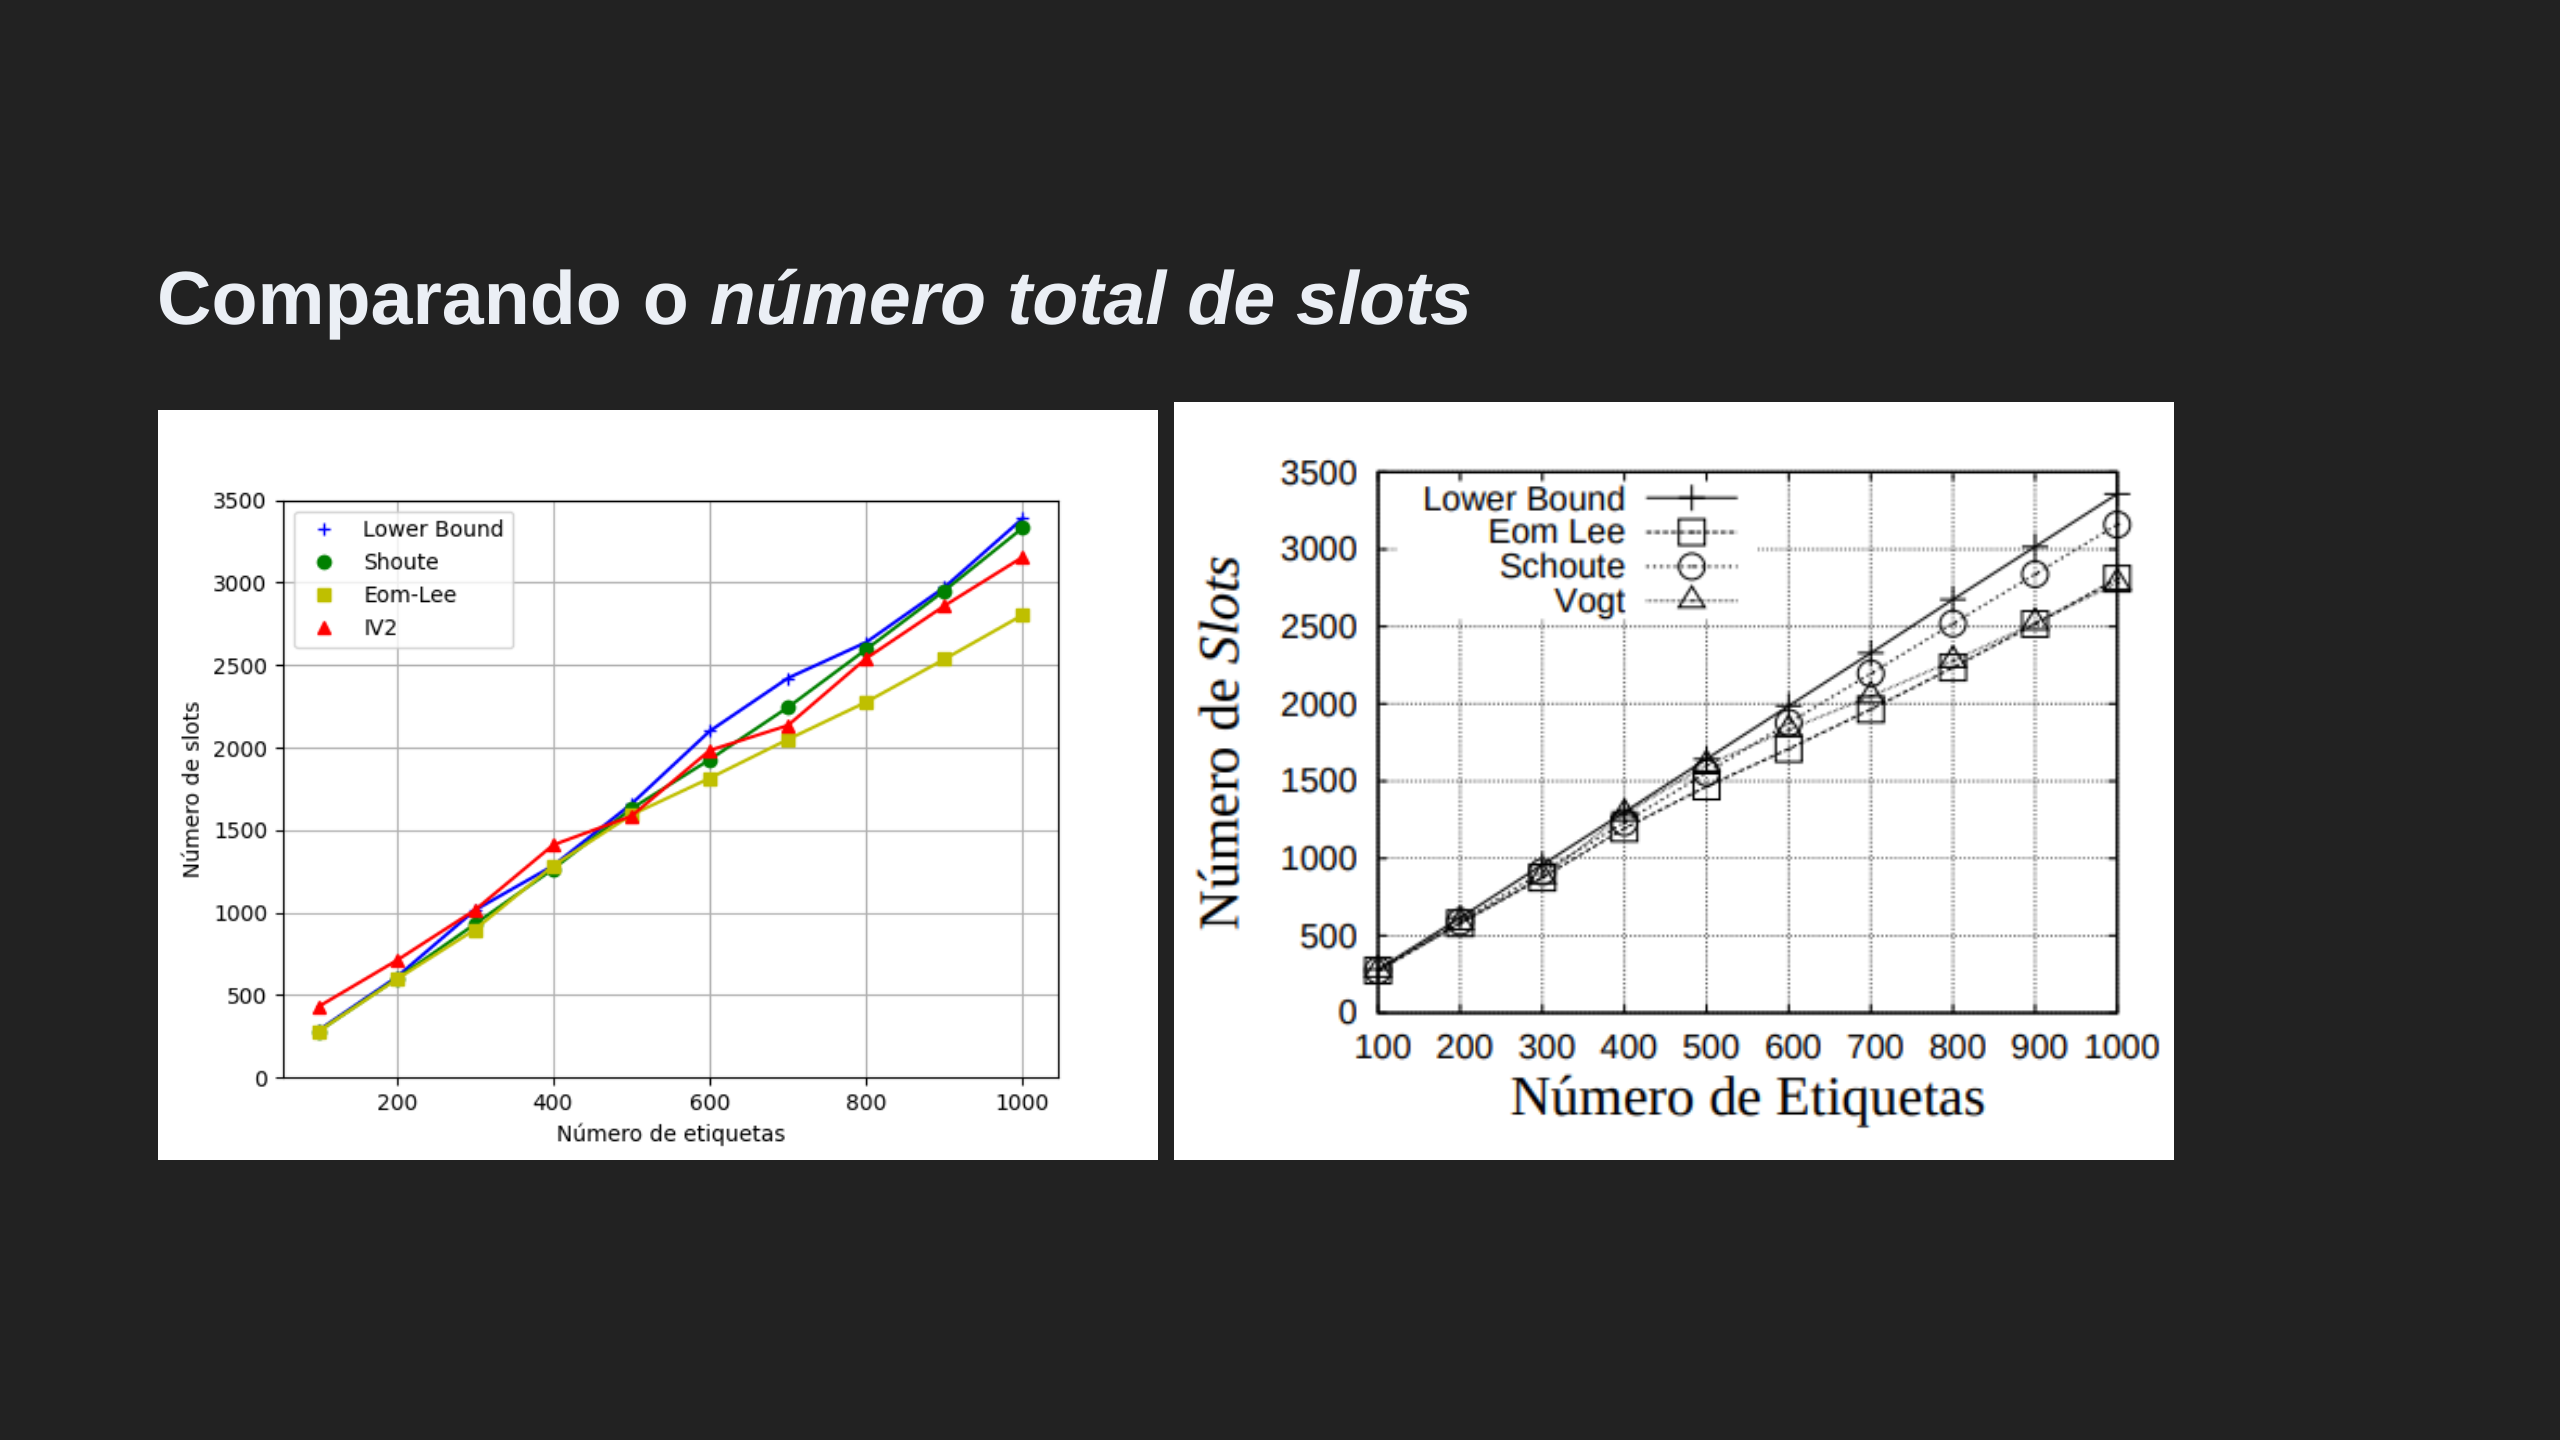 Comparando o número total de slots
3500
3000
2500
2000
1500
1000
500
0
Lower Bound
Shoute
Eom-Lee
IV2
Número de slots
200 400 600 800 1000
Número de etiquetas
3500
3000
2500
2000
1500
1000
500
0
Lower Bound
Eom Lee
Schoute
Vogt
Número de Slots
100 200 300 400 500 600 700 800 900 1000
Número de Etiquetas